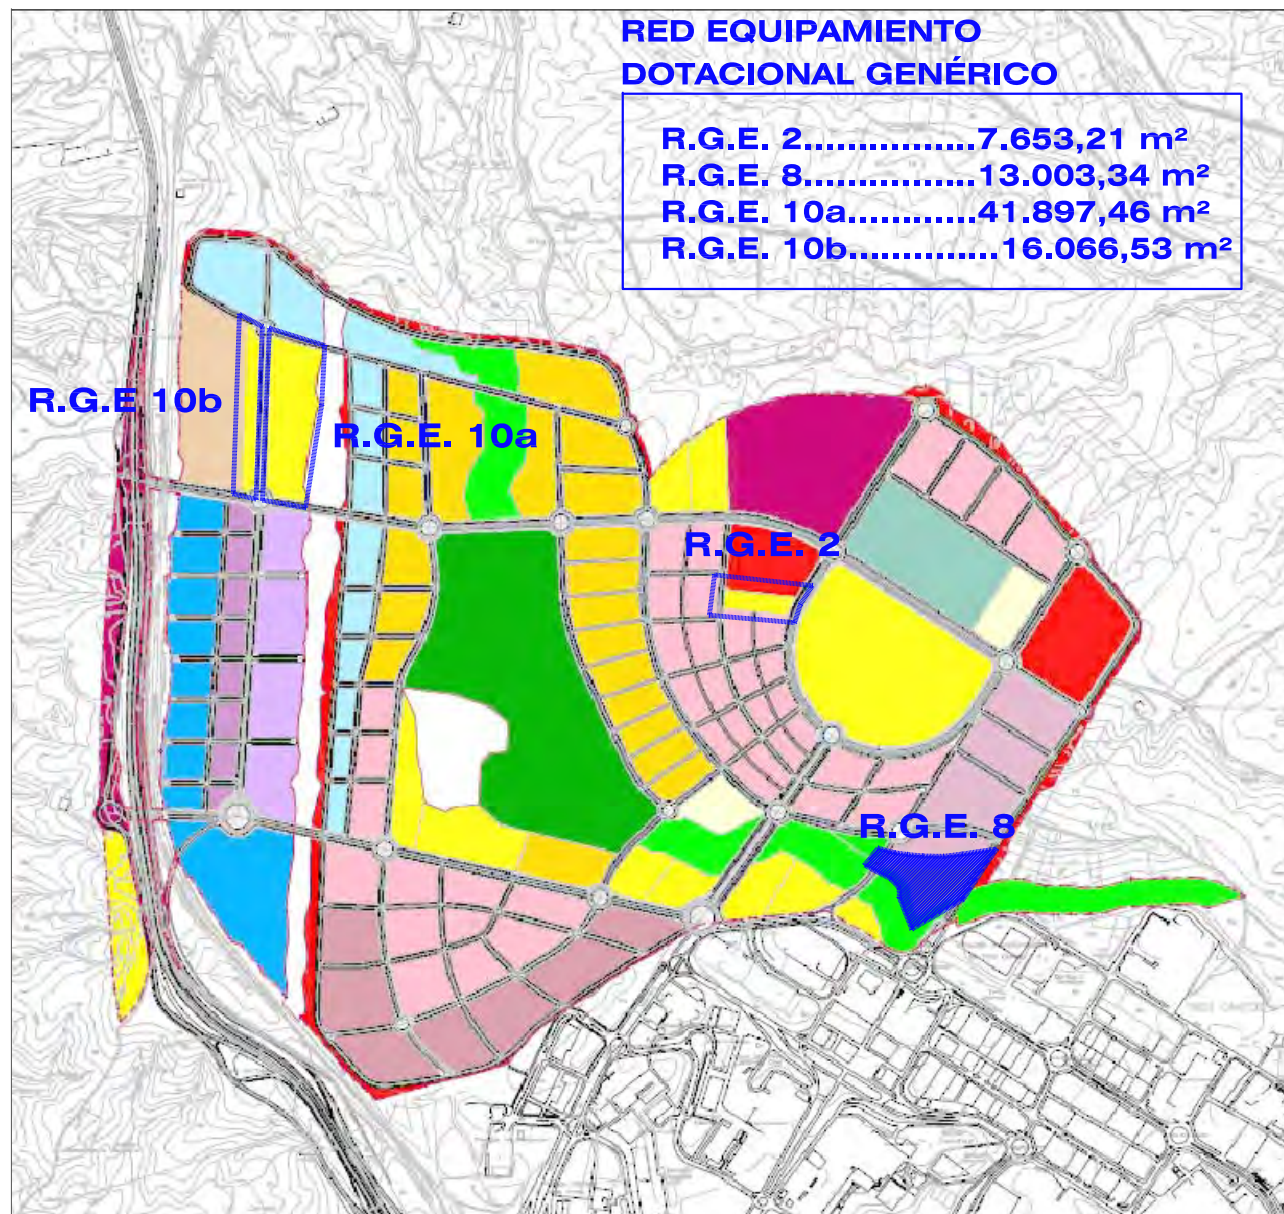 RED EQUIPAMIENTO
DOTACIONAL GENÉRICO
R.G.E. 2................7.653,21 m²
R.G.E. 8................13.003,34 m²
R.G.E. 10a............41.897,46 m²
R.G.E. 10b..............16.066,53 m²
R.G.E 10b
R.G.E. 10a
R.G.E. 2
R.G.E. 8